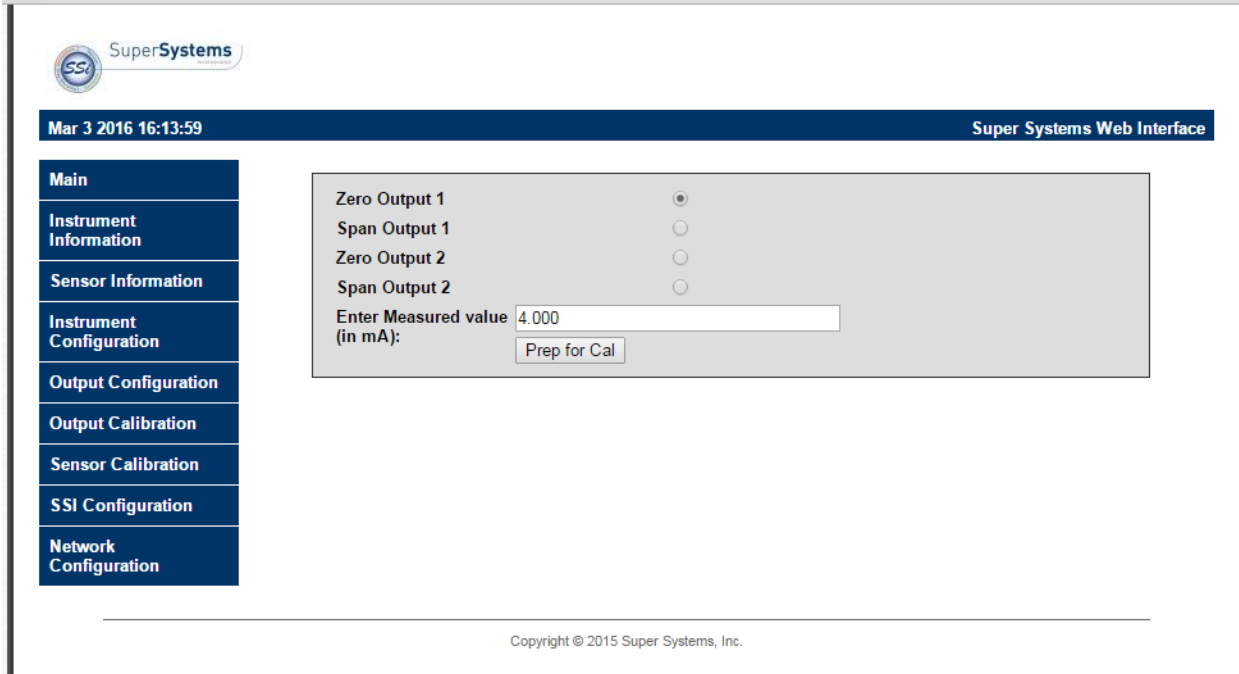 SuperSystems
incorporated
SSi
Mar 3 2016 16:13:59
Super Systems Web Interface
Main
Instrument
Information
Sensor Information
Instrument
Configuration
Output Configuration
Output Calibration
Sensor Calibration
SSI Configuration
Network
Configuration
Zero Output 1
Span Output 1
Zero Output 2
Span Output 2
Enter Measured value
(in mA):
4.000
Prep for Cal
Copyright © 2015 Super Systems, Inc.